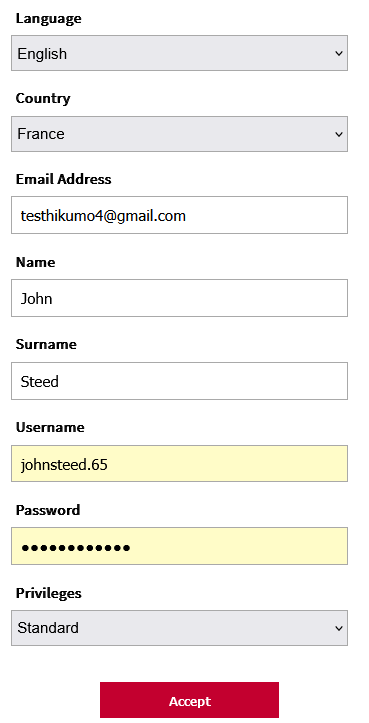 Language
English
Country
France
Email Address
testhikumo4@gmail.com
Name
John
Surname
Steed
Username
johnsteed.65
Password
●●●●●●●●●●●●
Privileges
Standard
Accept